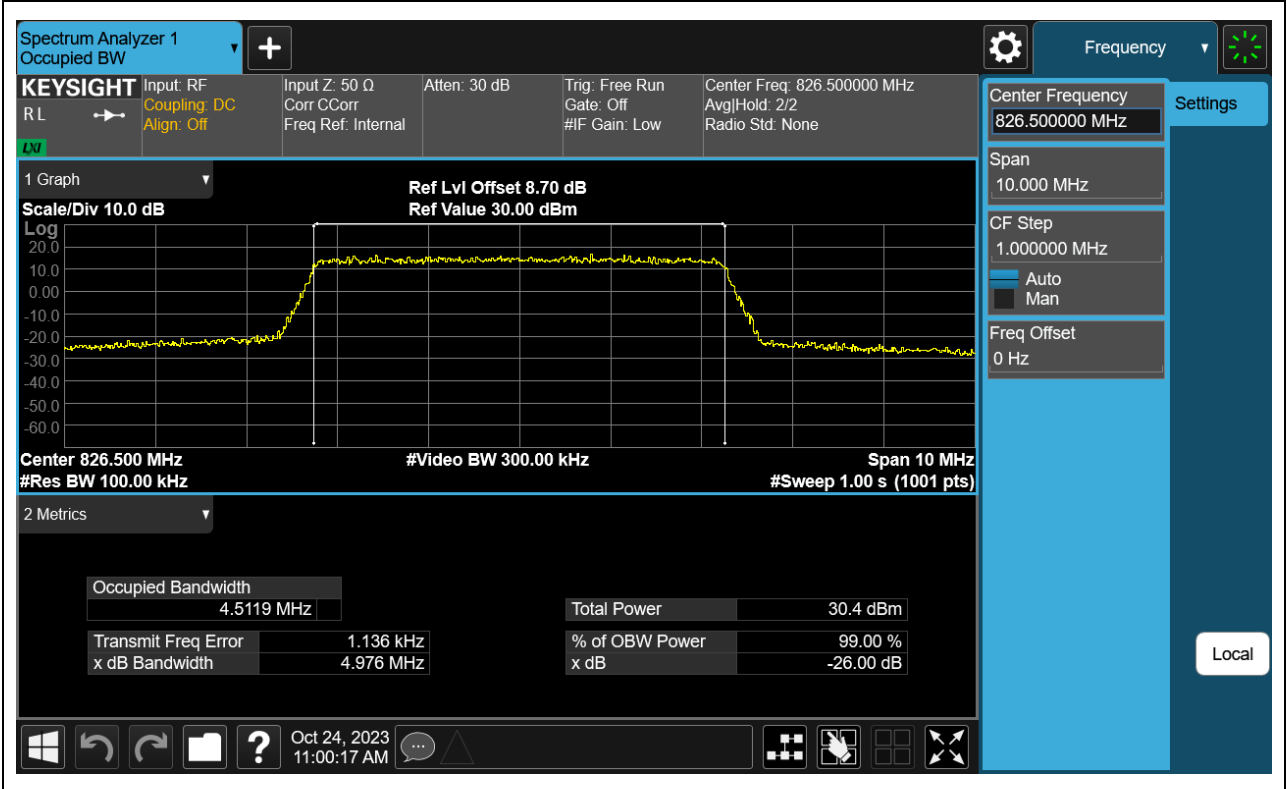 Spectrum Analyzer 1
Occupied BW
Frequency
KEYSIGHT
R L
LXI
Input: RF
Coupling: DC
Align: Off
Input Z: 50 Ω
Corr CCorr
Freq Ref: Internal
Atten: 30 dB
Trig: Free Run
Gate: Off
#IF Gain: Low
Center Freq: 826.500000 MHz
Avg|Hold: 2/2
Radio Std: None
Center Frequency
826.500000 MHz
Settings
Span
10.000 MHz
CF Step
1.000000 MHz
Auto
Man
Freq Offset
0 Hz
1 Graph
Ref Lvl Offset 8.70 dB
Scale/Div 10.0 dB
Ref Value 30.00 dBm
Log
20.0
10.0
0.00
-10.0
-20.0
-30.0
-40.0
-50.0
-60.0
Center 826.500 MHz
#Video BW 300.00 kHz
Span 10 MHz
#Res BW 100.00 kHz
#Sweep 1.00 s (1001 pts)
2 Metrics
Occupied Bandwidth
4.5119 MHz
Total Power 30.4 dBm
Transmit Freq Error 1.136 kHz
% of OBW Power 99.00 %
x dB Bandwidth 4.976 MHz
x dB -26.00 dB
Local
?
Oct 24, 2023
11:00:17 AM